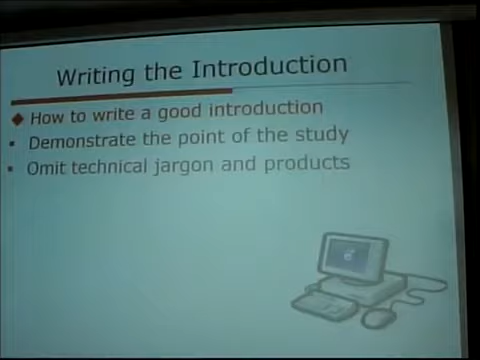 Writing the Introduction
How to write a good introduction
Demonstrate the point of the study
Omit technical jargon and products